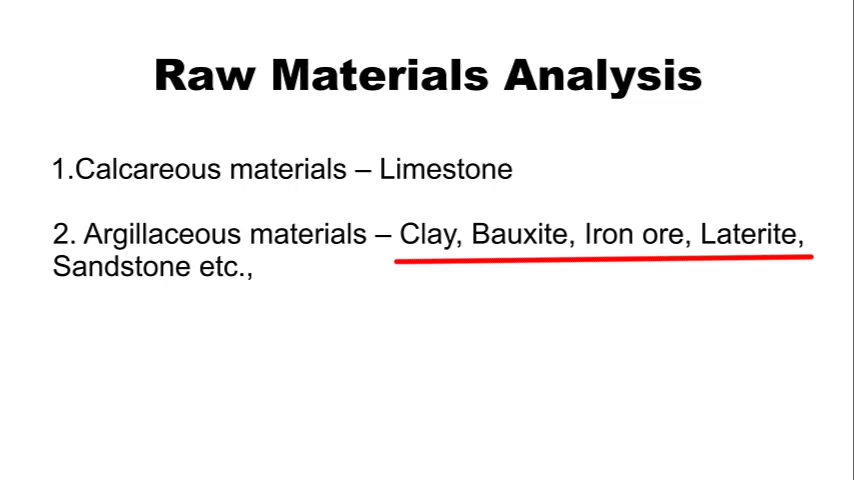 Raw Materials Analysis
1.Calcareous materials – Limestone
2. Argillaceous materials – Clay, Bauxite, Iron ore, Laterite,
Sandstone etc.,